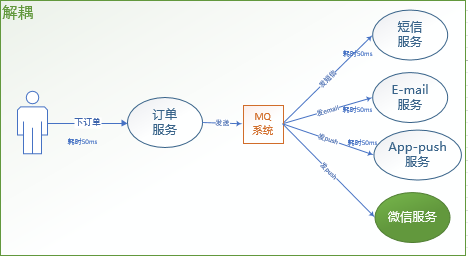 解耦
短信
服务
耗时50ms
发短信
E-mail
服务
下订单
订单
服务
发送
MQ
系统
发email
耗时50ms
耗时50ms
发push
耗时50ms
App-push
服务
发push
微信服务